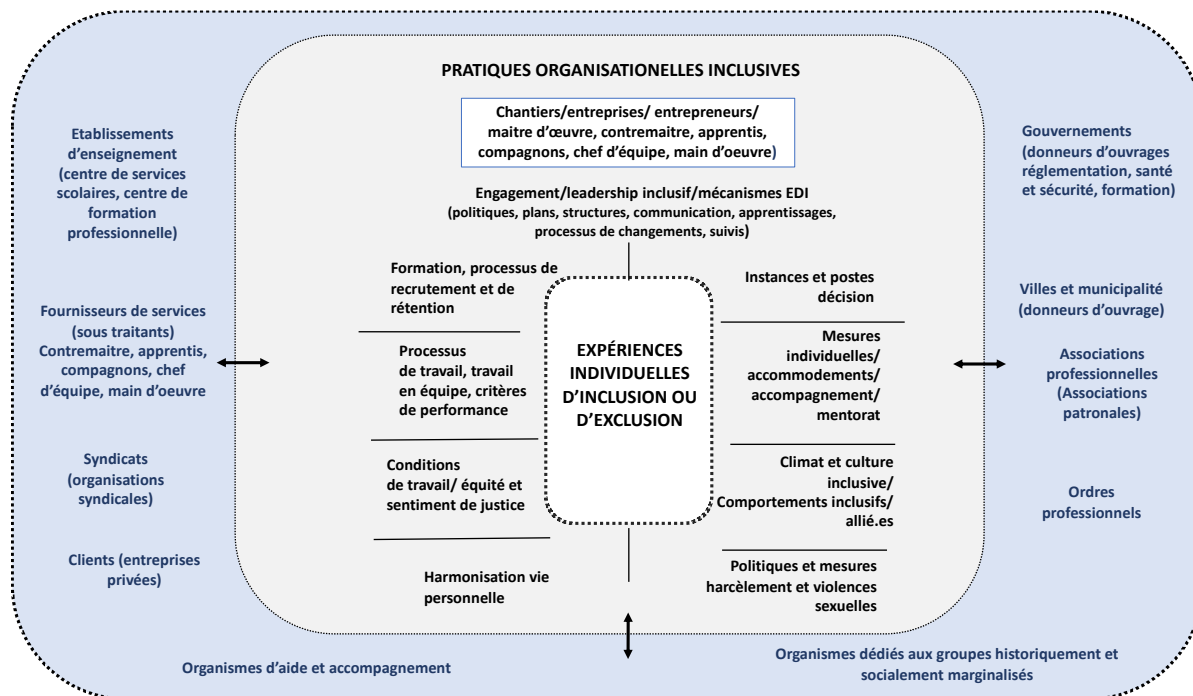 PRATIQUES ORGANISATIONELLES INCLUSIVES
Chantiers/entreprises/ entrepreneurs/
maitre d’œuvre, contremaitre, apprentis,
compagnons, chef d’équipe, main d’oeuvre)
Engagement/leadership inclusif/mécanismes EDI
(politiques, plans, structures, communication, apprentissages,
processus de changements, suivis)
Etablissements
d’enseignement
(centre de services
scolaires, centre de
formation
professionnelle)
Fournisseurs de services
(sous traitants)
Contremaitre, apprentis,
compagnons, chef
d’équipe, main d’oeuvre
Syndicats
(organisations
syndicales)
Clients (entreprises
privées)
Formation, processus de
recrutement et de
rétention
Processus
de travail, travail
en équipe, critères
de performance
Conditions
de travail/ équité et
sentiment de justice
Harmonisation vie
personnelle
EXPÉRIENCES
INDIVIDUELLES
D’INCLUSION OU
D’EXCLUSION
Instances et postes
décision
Mesures
individuelles/
accommodements/
accompagnement/
mentorat
Climat et culture
inclusive/
Comportements inclusifs/
allié.es
Politiques et mesures
harcèlement et violences
sexuelles
Gouvernements
(donneurs d’ouvrages
réglementation, santé
et sécurité, formation)
Villes et municipalité
(donneurs d’ouvrage)
Associations
professionnelles
(Associations
patronales)
Ordres
professionnels
Organismes d’aide et accompagnement
Organismes dédiés aux groupes historiquement et
socialement marginalisés